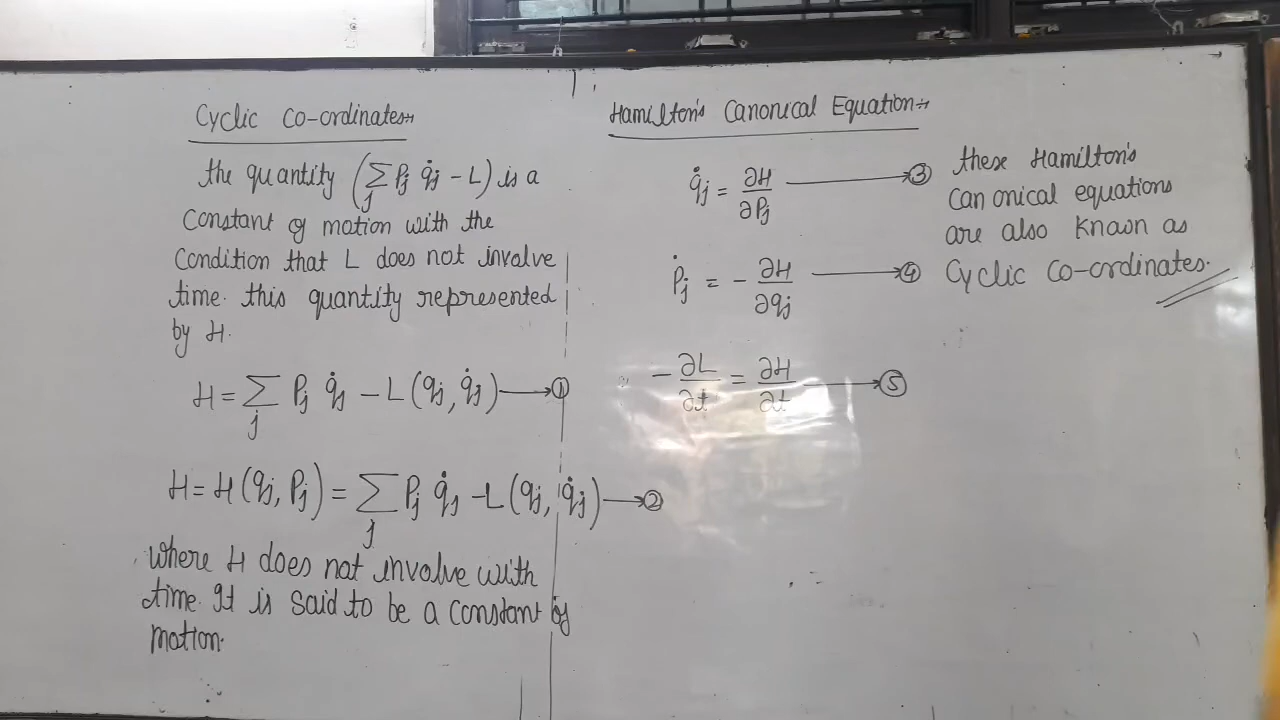 Cyclic Co-ordinates:-
the quantity (∑_j Pj q̇j - L) is a
Constant of motion with the
Condition that L does not involve
time. this quantity represented
by H.
H = ∑_j Pj q̇j - L (qj, q̇j) → ①
H = H (qj, Pj) = ∑_j Pj q̇j - L (qj, q̇j) → ②
where H does not involve with
time. It is said to be a Constant of
motion.
Hamilton's Canonical Equation:-
q̇j = ∂H/∂Pj → ③
Ṗj = - ∂H/∂qj → ④
- ∂L/∂t = ∂H/∂t → ⑤
these Hamilton's
Canonical equations
are also known as
Cyclic Co-ordinates.